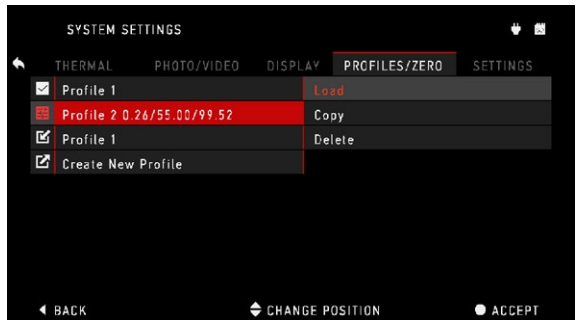 SYSTEM SETTINGS
THERMAL PHOTO/VIDEO DISPLAY PROFILES/ZERO SETTINGS
Profile 1 Load
Profile 2 0.26/55.00/99.52 Copy
Profile 1 Delete
Create New Profile
BACK CHANGE POSITION ACCEPT